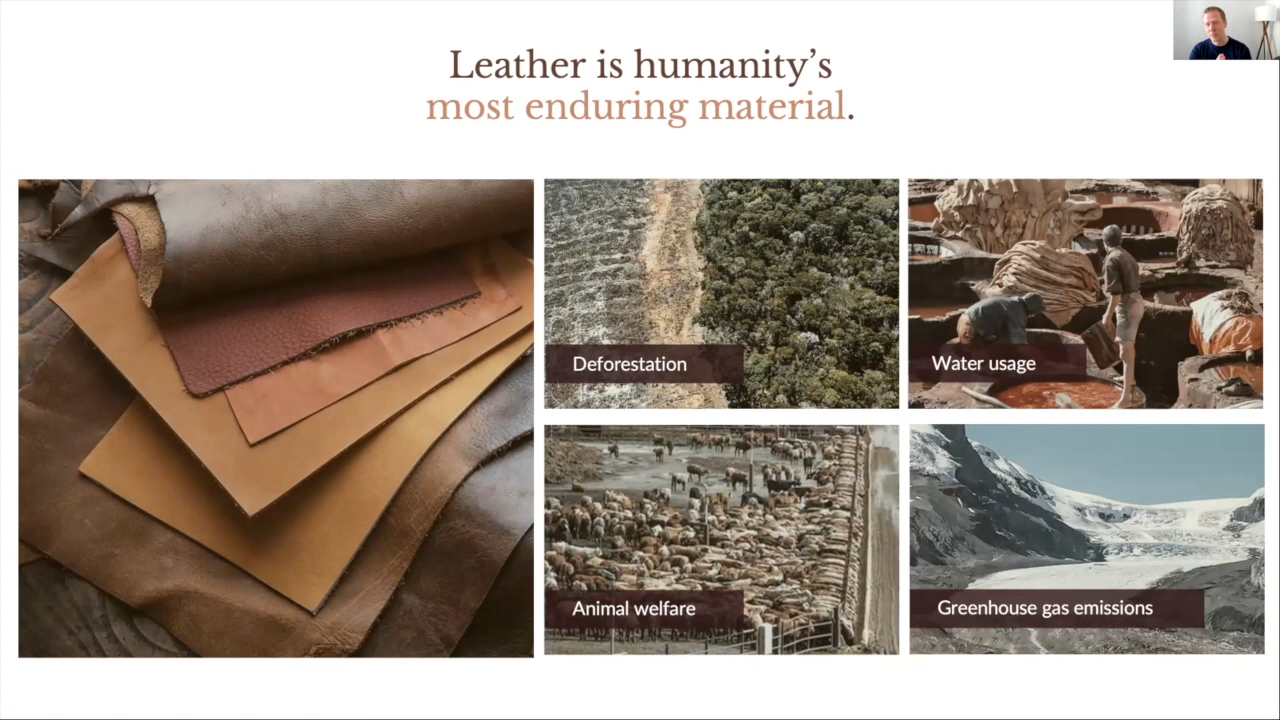 Leather is humanity’s
most enduring material.
Deforestation
Water usage
Animal welfare
Greenhouse gas emissions